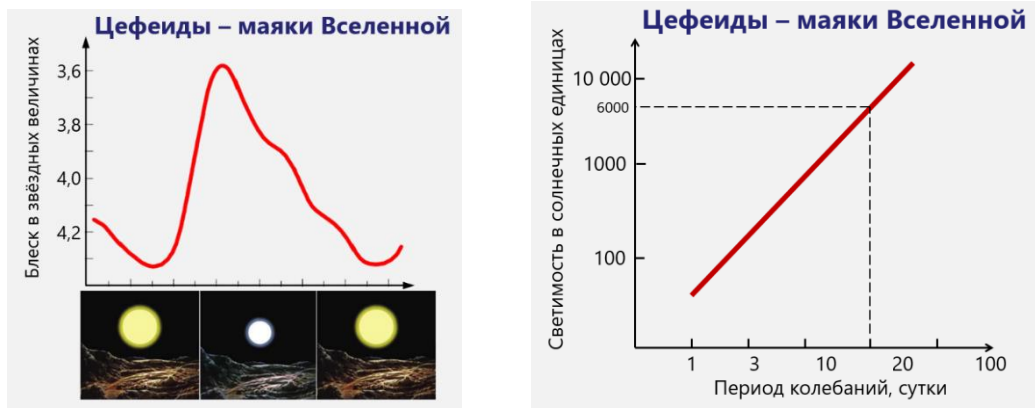 Цефеиды – маяки Вселенной
Блеск в звёздных величинах
3,6
3,8
4,0
4,2
Цефеиды – маяки Вселенной
Светимость в солнечных единицах
10 000
6000
1000
100
1 3 10 20 100
Период колебаний, сутки